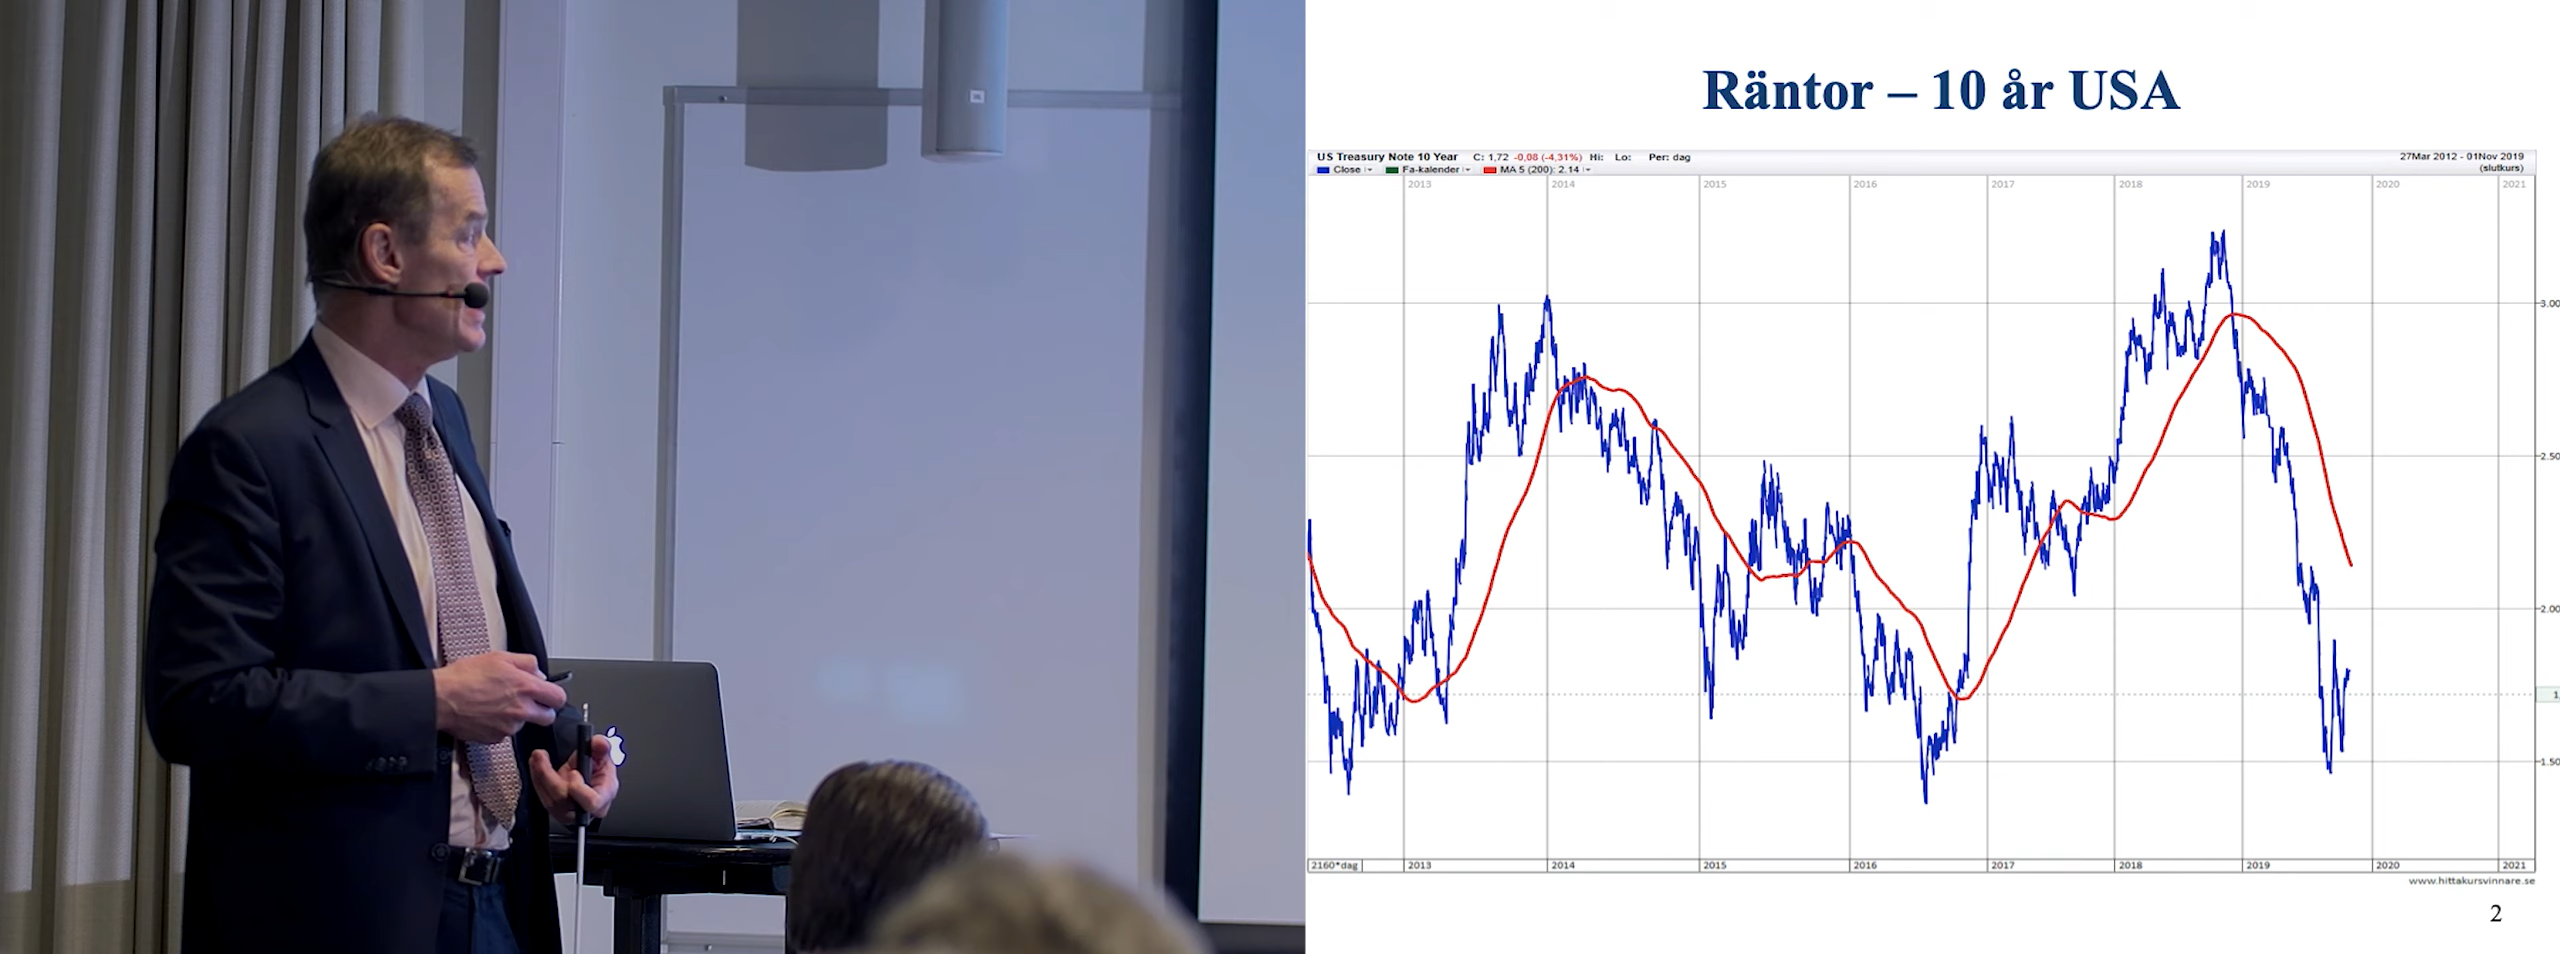 Räntor – 10 år USA
US Treasury Note 10 Year C: 1,72 -0,08 (-4,31%) Hi: Lo: Per: dag 27Mar 2012 - 01Nov 2019
Close Fa-kalender MA 5 (200): 2.14 (slutkurs)
2013 2014 2015 2016 2017 2018 2019 2020 2021
3.00
2.50
2.00
1.50
2160*dag 2013 2014 2015 2016 2017 2018 2019 2020 2021
www.hittakursvinnare.se
2